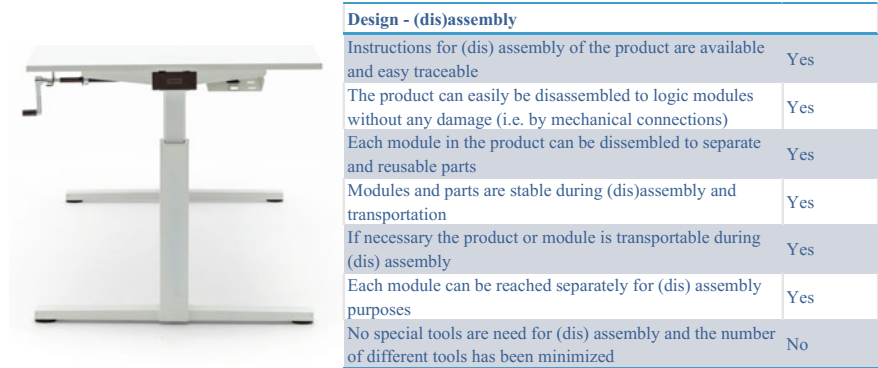 Design - (dis)assembly
Instructions for (dis) assembly of the product are available
and easy traceable
Yes
The product can easily be disassembled to logic modules
without any damage (i.e. by mechanical connections)
Yes
Each module in the product can be dissembled to separate
and reusable parts
Yes
Modules and parts are stable during (dis)assembly and
transportation
Yes
If necessary the product or module is transportable during
(dis) assembly
Yes
Each module can be reached separately for (dis) assembly
purposes
Yes
No special tools are need for (dis) assembly and the number
of different tools has been minimized
No